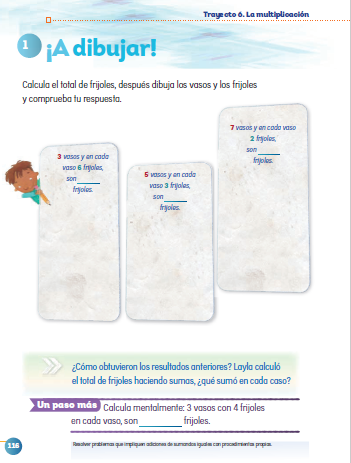 Trayecto 6. La multiplicación
1
¡A dibujar!
Calcula el total de frijoles, después dibuja los vasos y los frijoles
y comprueba tu respuesta.
3 vasos y en cada
vaso 6 frijoles,
son
frijoles.
5 vasos y en cada
vaso 3 frijoles,
son
frijoles.
7 vasos y en cada vaso
2 frijoles,
son
frijoles.
¿Cómo obtuvieron los resultados anteriores? Layla calculó
el total de frijoles haciendo sumas, ¿qué sumó en cada caso?
Un paso más
Calcula mentalmente: 3 vasos con 4 frijoles
en cada vaso, son frijoles.
116
Resolver problemas que impliquen adiciones de sumandos iguales con procedimientos propios.